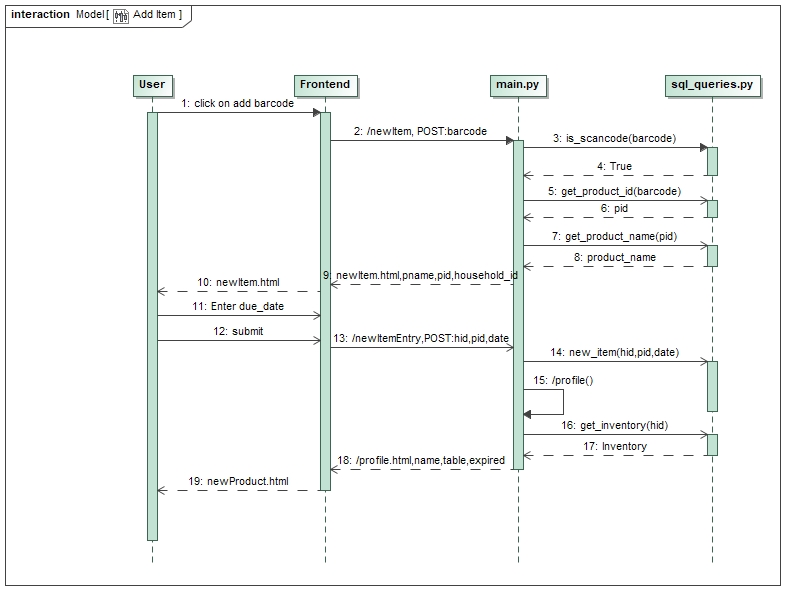 interaction Model[ Add Item ]
User Frontend main.py sql_queries.py
1: click on add barcode
2: /newItem, POST:barcode
3: is_scancode(barcode)
4: True
5: get_product_id(barcode)
6: pid
7: get_product_name(pid)
8: product_name
9: newItem.html,pname,pid,household_id
10: newItem.html
11: Enter due_date
12: submit
13: /newItemEntry,POST:hid,pid,date
14: new_item(hid,pid,date)
15: /profile()
16: get_inventory(hid)
17: Inventory
18: /profile.html,name,table,expired
19: newProduct.html